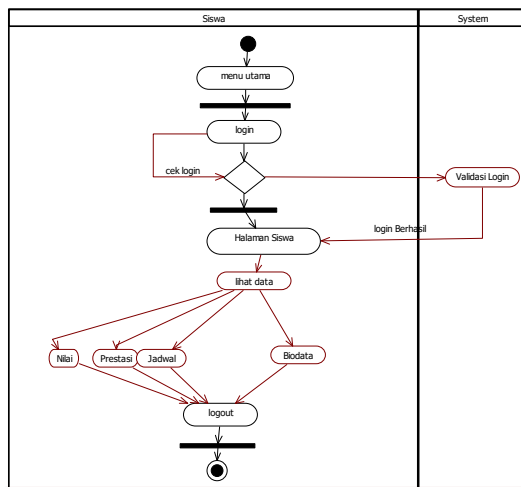 Siswa
System
menu utama
login
cek login
Validasi Login
login Berhasil
Halaman Siswa
lihat data
Nilai
Prestasi
Jadwal
Biodata
logout